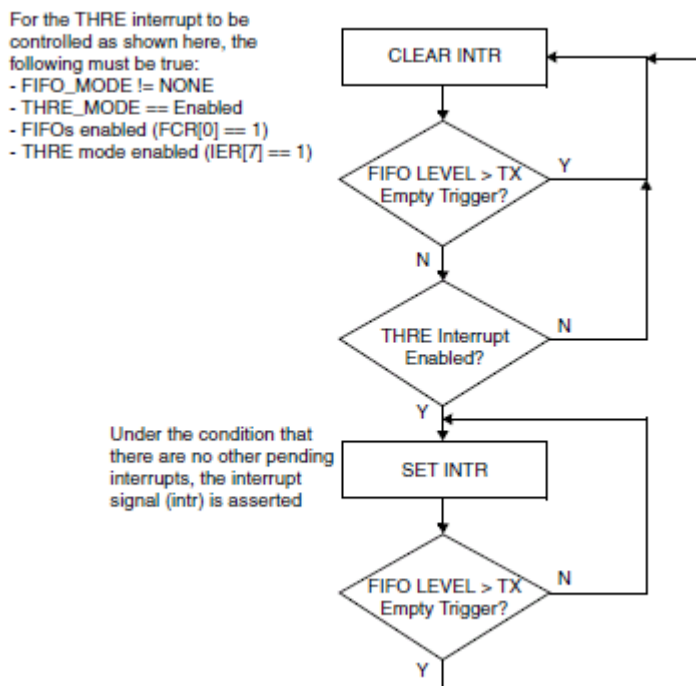 For the THRE interrupt to be
controlled as shown here, the
following must be true:
- FIFO_MODE != NONE
- THRE_MODE == Enabled
- FIFOs enabled (FCR[0] == 1)
- THRE mode enabled (IER[7] == 1)
CLEAR INTR
FIFO LEVEL > TX
Empty Trigger?
Y
N
THRE Interrupt
Enabled?
N
Y
Under the condition that
there are no other pending
interrupts, the interrupt
signal (intr) is asserted
SET INTR
FIFO LEVEL > TX
Empty Trigger?
N
Y